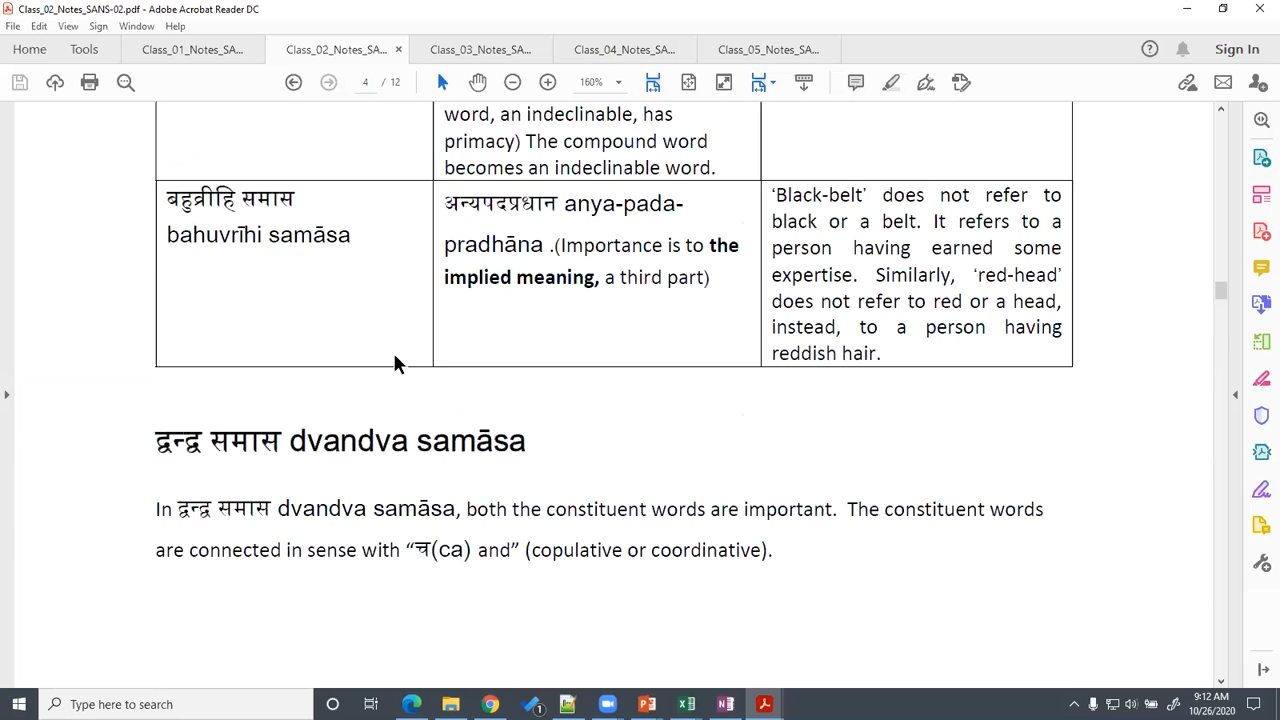 Class_02_Notes_SANS-02.pdf - Adobe Acrobat Reader DC
File Edit View Sign Window Help
Home Tools Class_01_Notes_SA... Class_02_Notes_SA... × Class_03_Notes_SA... Class_04_Notes_SA... Class_05_Notes_SA... Sign In
4 / 12 160%
word, an indeclinable, has
primacy) The compound word
becomes an indeclinable word.
बहुव्रीहि समास
bahuvrīhi samāsa
अन्यपदप्रधान anya-pada-
pradhāna .(Importance is to the
implied meaning, a third part)
‘Black-belt’ does not refer to
black or a belt. It refers to a
person having earned some
expertise. Similarly, ‘red-head’
does not refer to red or a head,
instead, to a person having
reddish hair.
द्वन्द्व समास dvandva samāsa
In द्वन्द्व समास dvandva samāsa, both the constituent words are important. The constituent words
are connected in sense with “च(ca) and” (copulative or coordinative).
Type here to search
9:12 AM
10/26/2020